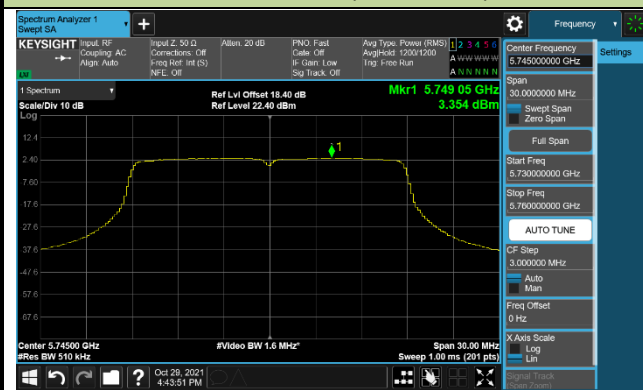 Spectrum Analyzer 1
Swept SA
+
Frequency
KEYSIGHT
Input: RF
Coupling: AC
Align: Auto
Input Z: 50 Ω
Corrections: Off
Freq Ref: Int (S)
NFE: Off
Atten: 20 dB
PNO: Fast
Gate: Off
IF Gain: Low
Sig Track: Off
Avg Type: Power (RMS)
Avg|Hold: 1200/1200
Trig: Free Run
1 2 3 4 5 6
A W W W W W
A N N N N N
LXI
1 Spectrum
Scale/Div 10 dB
Log
Ref Lvl Offset 18.40 dB
Ref Level 22.40 dBm
Mkr1 5.749 05 GHz
3.354 dBm
1
12.4
2.40
-7.60
-17.6
-27.6
-37.6
-47.6
-57.6
-67.6
Center 5.74500 GHz
#Res BW 510 kHz
#Video BW 1.6 MHz*
Span 30.00 MHz
Sweep 1.00 ms (201 pts)
Center Frequency
5.745000000 GHz
Settings
Span
30.0000000 MHz
Swept Span
Zero Span
Full Span
Start Freq
5.730000000 GHz
Stop Freq
5.760000000 GHz
AUTO TUNE
CF Step
3.000000 MHz
Auto
Man
Freq Offset
0 Hz
X Axis Scale
Log
Lin
Signal Track
(Span Zoom)
?
Oct 29, 2021
4:43:51 PM